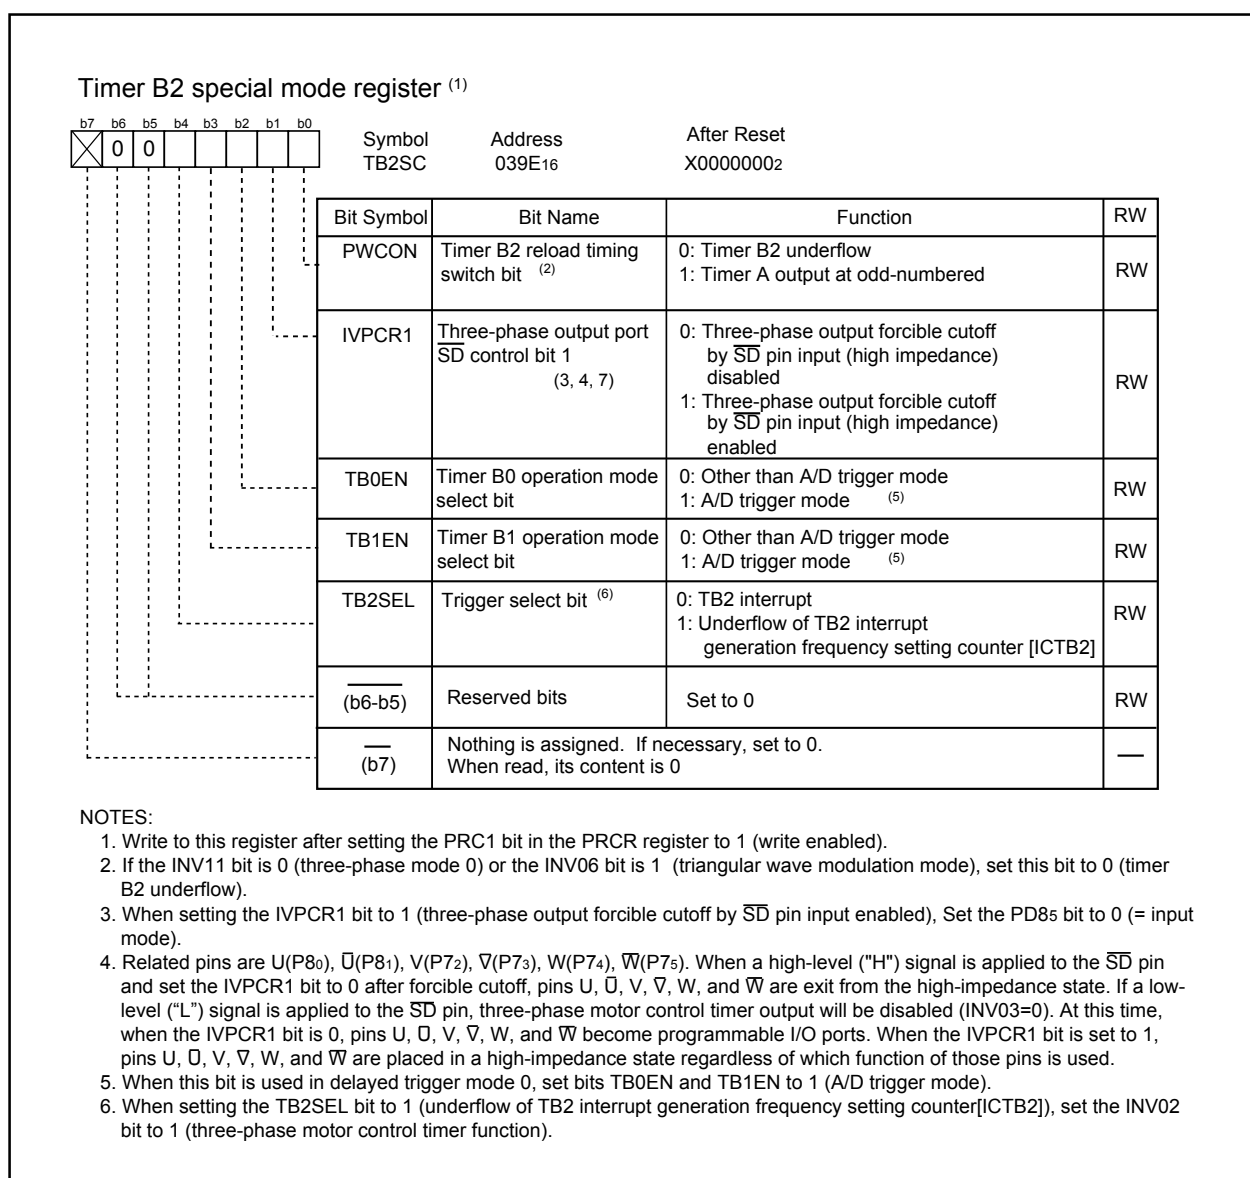 Timer B2 special mode register (1)
b7 b6 b5 b4 b3 b2 b1 b0
0 0
Symbol Address After Reset
TB2SC 039E16 X00000002
Bit Symbol Bit Name Function RW
PWCON Timer B2 reload timing 0: Timer B2 underflow
switch bit (2) 1: Timer A output at odd-numbered RW
IVPCR1 Three-phase output port 0: Three-phase output forcible cutoff
S̅D̅ control bit 1 by S̅D̅ pin input (high impedance)
(3, 4, 7) disabled RW
1: Three-phase output forcible cutoff
by S̅D̅ pin input (high impedance)
enabled
TB0EN Timer B0 operation mode 0: Other than A/D trigger mode RW
select bit 1: A/D trigger mode (5)
TB1EN Timer B1 operation mode 0: Other than A/D trigger mode RW
select bit 1: A/D trigger mode (5)
TB2SEL Trigger select bit (6) 0: TB2 interrupt RW
1: Underflow of TB2 interrupt
generation frequency setting counter [ICTB2]
(b6-b5) Reserved bits Set to 0 RW
— Nothing is assigned. If necessary, set to 0. —
(b7) When read, its content is 0
NOTES:
1. Write to this register after setting the PRC1 bit in the PRCR register to 1 (write enabled).
2. If the INV11 bit is 0 (three-phase mode 0) or the INV06 bit is 1 (triangular wave modulation mode), set this bit to 0 (timer
B2 underflow).
3. When setting the IVPCR1 bit to 1 (three-phase output forcible cutoff by S̅D̅ pin input enabled), Set the PD85 bit to 0 (= input
mode).
4. Related pins are U(P80), U̅(P81), V(P72), V̅(P73), W(P74), W̅(P75). When a high-level ("H") signal is applied to the S̅D̅ pin
and set the IVPCR1 bit to 0 after forcible cutoff, pins U, U̅, V, V̅, W, and W̅ are exit from the high-impedance state. If a low-
level (“L”) signal is applied to the S̅D̅ pin, three-phase motor control timer output will be disabled (INV03=0). At this time,
when the IVPCR1 bit is 0, pins U, U̅, V, V̅, W, and W̅ become programmable I/O ports. When the IVPCR1 bit is set to 1,
pins U, U̅, V, V̅, W, and W̅ are placed in a high-impedance state regardless of which function of those pins is used.
5. When this bit is used in delayed trigger mode 0, set bits TB0EN and TB1EN to 1 (A/D trigger mode).
6. When setting the TB2SEL bit to 1 (underflow of TB2 interrupt generation frequency setting counter[ICTB2]), set the INV02
bit to 1 (three-phase motor control timer function).